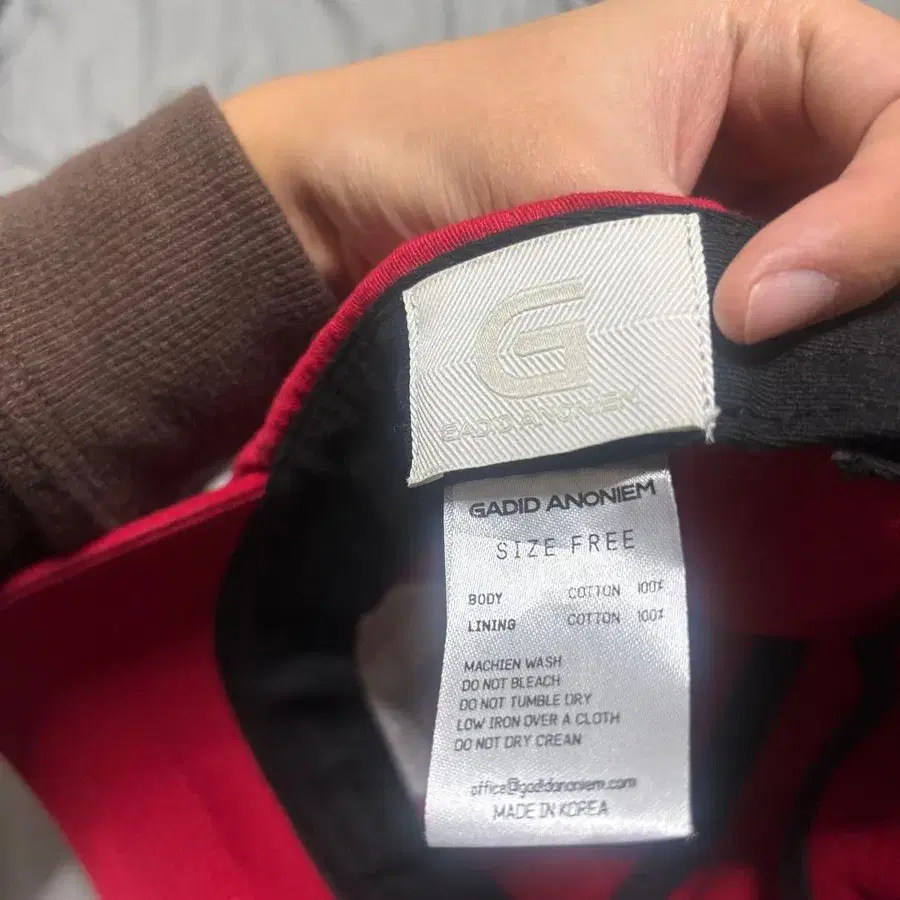 G
GADID ANONIEM
GADID ANONIEM
SIZE FREE
BODY COTTON 100%
LINING COTTON 100%
MACHIEN WASH
DO NOT BLEACH
DO NOT TUMBLE DRY
LOW IRON OVER A CLOTH
DO NOT DRY CREAN
office@gadidanoniem.com
MADE IN KOREA